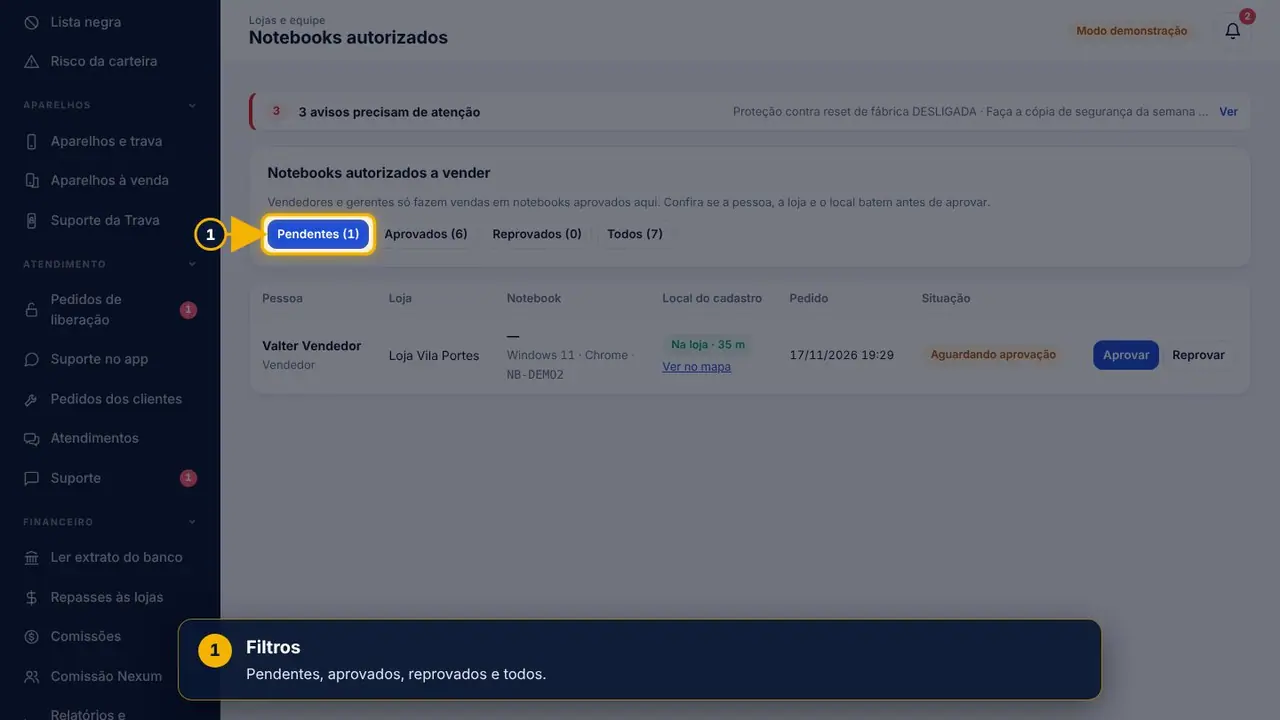 Lista negra
Risco da carteira
APARELHOS
Aparelhos e trava
Aparelhos à venda
Suporte da Trava
ATENDIMENTO
Pedidos de
liberação
1
Suporte no app
Pedidos dos clientes
Atendimentos
Suporte
1
FINANCEIRO
Ler extrato do banco
Repasses às lojas
Comissões
Comissão Nexum
Relatórios e
Lojas e equipe
Notebooks autorizados
Modo demonstração
2
3
3 avisos precisam de atenção
Proteção contra reset de fábrica DESLIGADA · Faça a cópia de segurança da semana ...
Ver
Notebooks autorizados a vender
Vendedores e gerentes só fazem vendas em notebooks aprovados aqui. Confira se a pessoa, a loja e o local batem antes de aprovar.
1
Pendentes (1)
Aprovados (6)
Reprovados (0)
Todos (7)
Pessoa
Loja
Notebook
Local do cadastro
Pedido
Situação
Valter Vendedor
Vendedor
Loja Vila Portes
—
Windows 11 · Chrome ·
NB-DEMO2
Na loja · 35 m
Ver no mapa
17/11/2026 19:29
Aguardando aprovação
Aprovar
Reprovar
1
Filtros
Pendentes, aprovados, reprovados e todos.